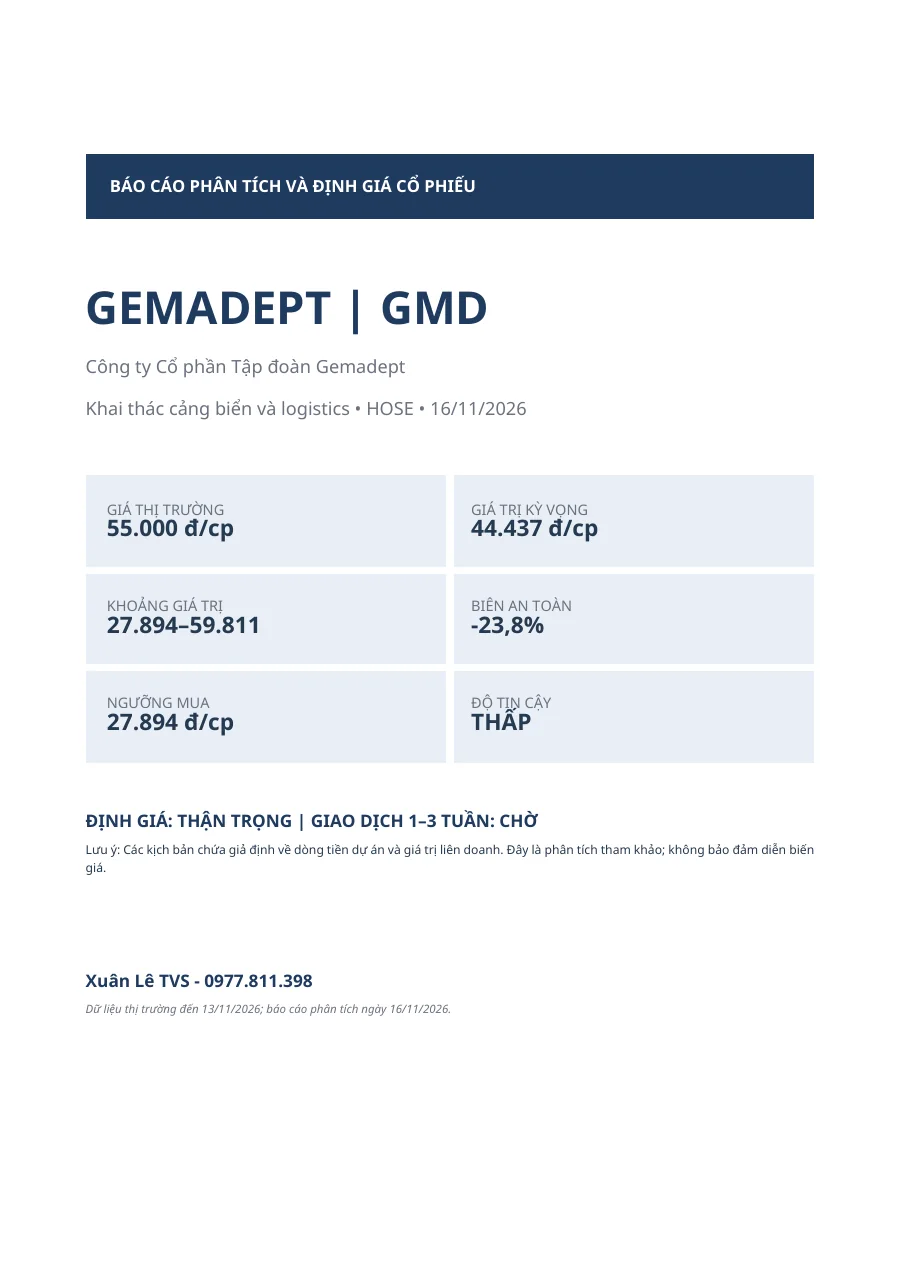 BÁO CÁO PHÂN TÍCH VÀ ĐỊNH GIÁ CỔ PHIẾU
GEMADEPT | GMD
Công ty Cổ phần Tập đoàn Gemadept
Khai thác cảng biển và logistics • HOSE • 16/11/2026
GIÁ THỊ TRƯỜNG
55.000 đ/cp
GIÁ TRỊ KỲ VỌNG
44.437 đ/cp
KHOẢNG GIÁ TRỊ
27.894–59.811
BIÊN AN TOÀN
-23,8%
NGƯỠNG MUA
27.894 đ/cp
ĐỘ TIN CẬY
THẤP
ĐỊNH GIÁ: THẬN TRỌNG | GIAO DỊCH 1–3 TUẦN: CHỜ
Lưu ý: Các kịch bản chứa giả định về dòng tiền dự án và giá trị liên doanh. Đây là phân tích tham khảo; không bảo đảm diễn biến
giá.
Xuân Lê TVS - 0977.811.398
Dữ liệu thị trường đến 13/11/2026; báo cáo phân tích ngày 16/11/2026.